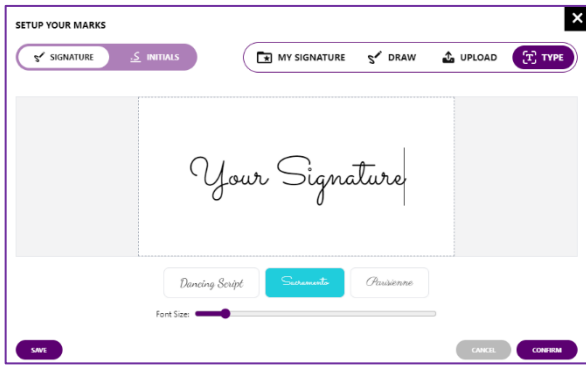 SETUP YOUR MARKS
SIGNATURE INITIALS MY SIGNATURE DRAW UPLOAD TYPE
Your Signature
Dancing Script Sacramento Parisienne
Font Size:
SAVE CANCEL CONFIRM